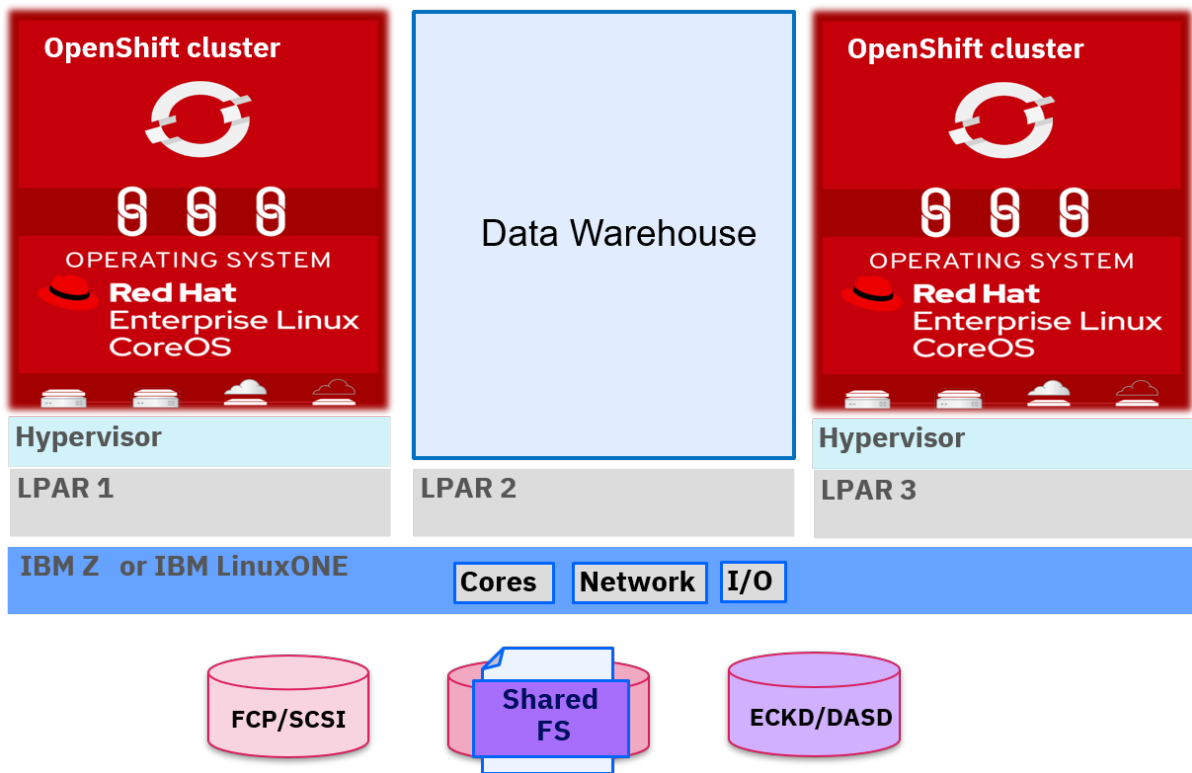 OpenShift cluster
OPERATING SYSTEM
Red Hat
Enterprise Linux
CoreOS
Hypervisor
LPAR 1
Data Warehouse
LPAR 2
OpenShift cluster
OPERATING SYSTEM
Red Hat
Enterprise Linux
CoreOS
Hypervisor
LPAR 3
IBM Z or IBM LinuxONE
Cores
Network
I/O
FCP/SCSI
Shared
FS
ECKD/DASD